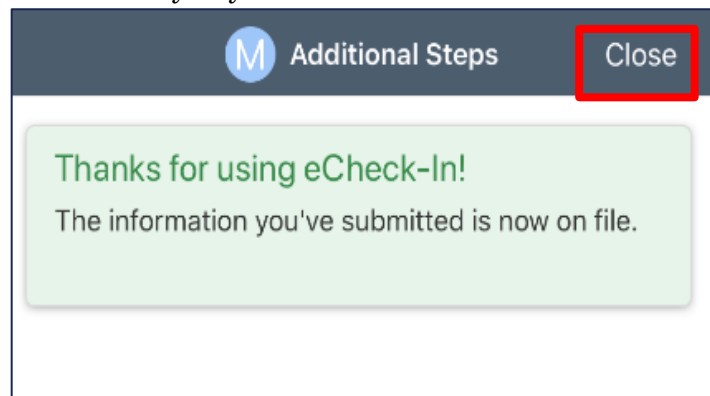 M Additional Steps Close
Thanks for using eCheck-In!
The information you've submitted is now on file.